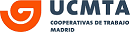 UCMTA
COOPERATIVAS DE TRABAJO
MADRID